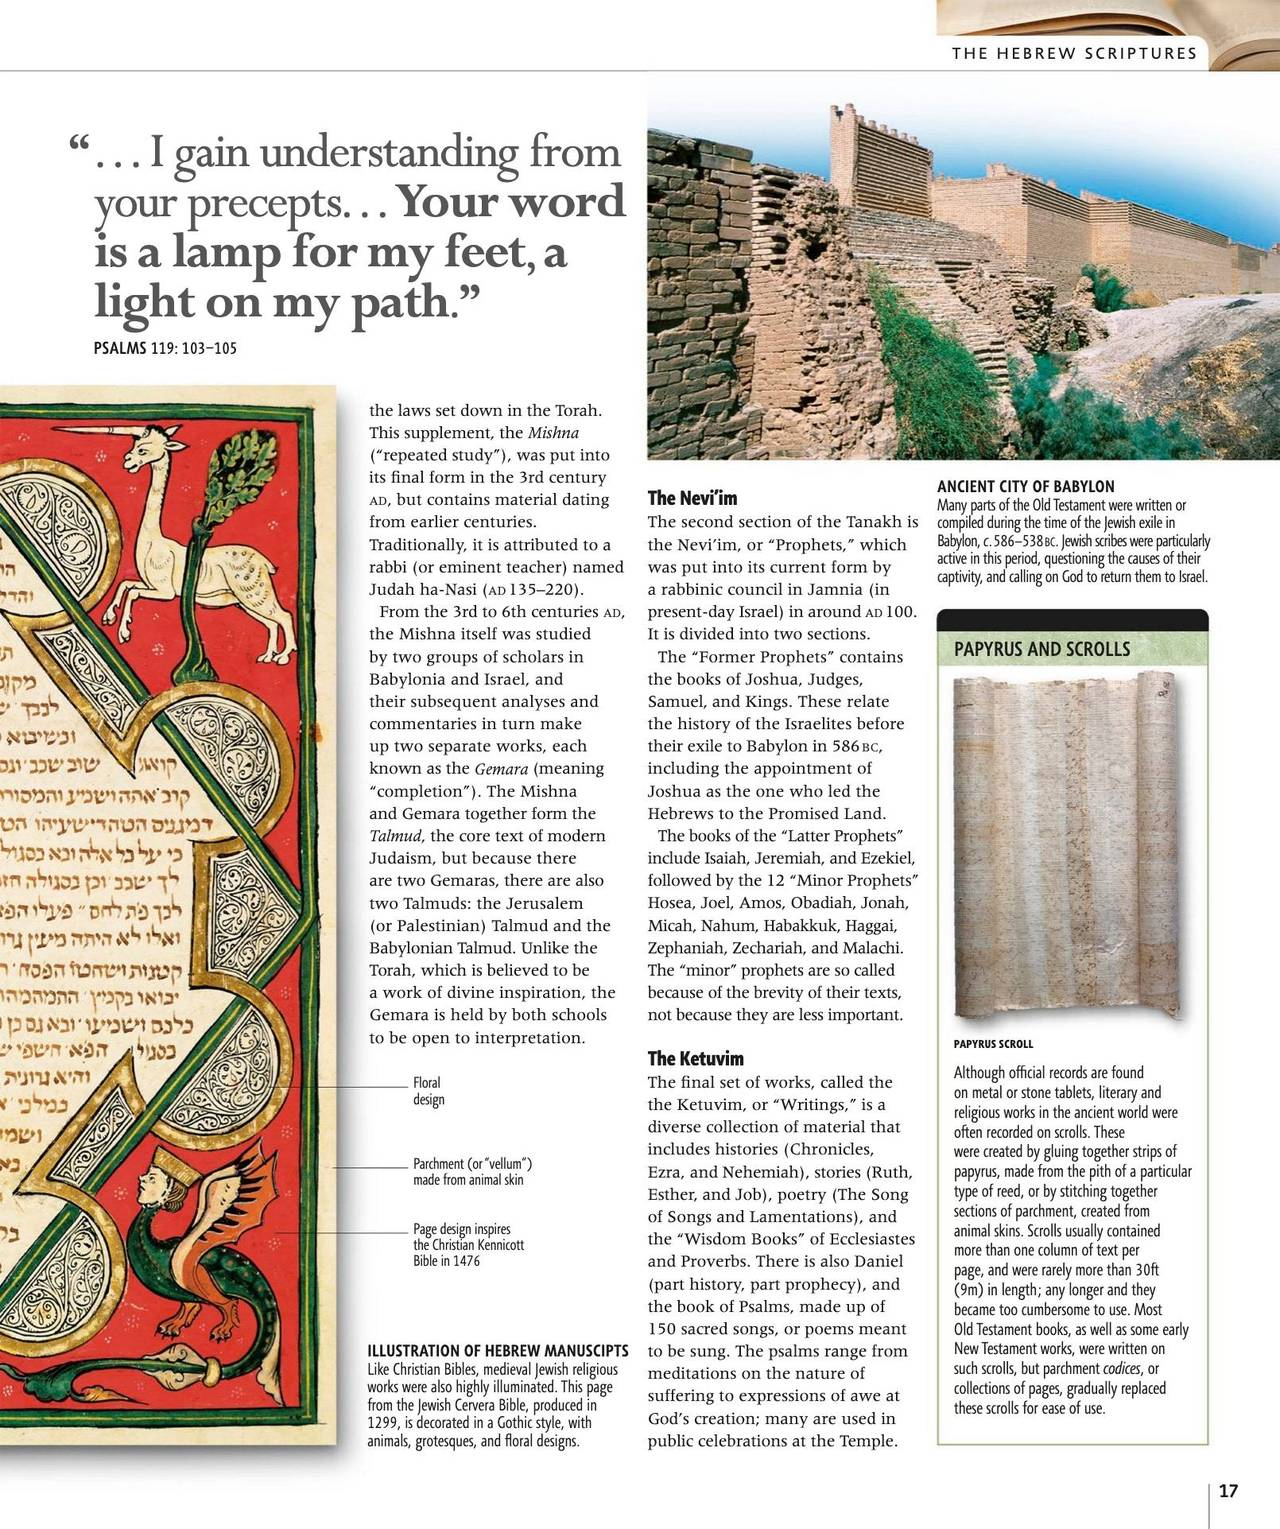 THE HEBREW SCRIPTURES
“… I gain understanding from
your precepts… Your word
is a lamp for my feet, a
light on my path.”
PSALMS 119: 103–105
the laws set down in the Torah.
This supplement, the Mishna
(“repeated study”), was put into
its final form in the 3rd century
AD, but contains material dating
from earlier centuries.
Traditionally, it is attributed to a
rabbi (or eminent teacher) named
Judah ha-Nasi (AD 135–220).
From the 3rd to 6th centuries AD,
the Mishna itself was studied
by two groups of scholars in
Babylonia and Israel, and
their subsequent analyses and
commentaries in turn make
up two separate works, each
known as the Gemara (meaning
“completion”). The Mishna
and Gemara together form the
Talmud, the core text of modern
Judaism, but because there
are two Gemaras, there are also
two Talmuds: the Jerusalem
(or Palestinian) Talmud and the
Babylonian Talmud. Unlike the
Torah, which is believed to be
a work of divine inspiration, the
Gemara is held by both schools
to be open to interpretation.
Floral
design
Parchment (or “vellum”)
made from animal skin
Page design inspires
the Christian Kennicott
Bible in 1476
ILLUSTRATION OF HEBREW MANUSCIPTS
Like Christian Bibles, medieval Jewish religious
works were also highly illuminated. This page
from the Jewish Cervera Bible, produced in
1299, is decorated in a Gothic style, with
animals, grotesques, and floral designs.
The Nevi’im
The second section of the Tanakh is
the Nevi’im, or “Prophets,” which
was put into its current form by
a rabbinic council in Jamnia (in
present-day Israel) in around AD 100.
It is divided into two sections.
The “Former Prophets” contains
the books of Joshua, Judges,
Samuel, and Kings. These relate
the history of the Israelites before
their exile to Babylon in 586 BC,
including the appointment of
Joshua as the one who led the
Hebrews to the Promised Land.
The books of the “Latter Prophets”
include Isaiah, Jeremiah, and Ezekiel,
followed by the 12 “Minor Prophets”
Hosea, Joel, Amos, Obadiah, Jonah,
Micah, Nahum, Habakkuk, Haggai,
Zephaniah, Zechariah, and Malachi.
The “minor” prophets are so called
because of the brevity of their texts,
not because they are less important.
The Ketuvim
The final set of works, called the
the Ketuvim, or “Writings,” is a
diverse collection of material that
includes histories (Chronicles,
Ezra, and Nehemiah), stories (Ruth,
Esther, and Job), poetry (The Song
of Songs and Lamentations), and
the “Wisdom Books” of Ecclesiastes
and Proverbs. There is also Daniel
(part history, part prophecy), and
the book of Psalms, made up of
150 sacred songs, or poems meant
to be sung. The psalms range from
meditations on the nature of
suffering to expressions of awe at
God’s creation; many are used in
public celebrations at the Temple.
ANCIENT CITY OF BABYLON
Many parts of the Old Testament were written or
compiled during the time of the Jewish exile in
Babylon, c. 586–538 BC. Jewish scribes were particularly
active in this period, questioning the causes of their
captivity, and calling on God to return them to Israel.
PAPYRUS AND SCROLLS
PAPYRUS SCROLL
Although official records are found
on metal or stone tablets, literary and
religious works in the ancient world were
often recorded on scrolls. These
were created by gluing together strips of
papyrus, made from the pith of a particular
type of reed, or by stitching together
sections of parchment, created from
animal skins. Scrolls usually contained
more than one column of text per
page, and were rarely more than 30ft
(9m) in length; any longer and they
became too cumbersome to use. Most
Old Testament books, as well as some early
New Testament works, were written on
such scrolls, but parchment codices, or
collections of pages, gradually replaced
these scrolls for ease of use.
17